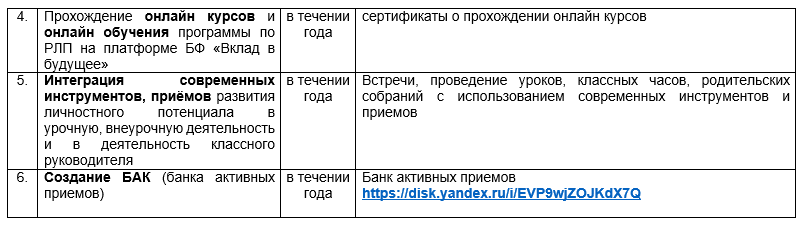 4. Прохождение онлайн курсов и онлайн обучения программы по РЛП на платформе БФ «Вклад в будущее»
в течении года
сертификаты о прохождении онлайн курсов
5. Интеграция современных инструментов, приёмов развития личностного потенциала в урочную, внеурочную деятельность и в деятельность классного руководителя
в течении года
Встречи, проведение уроков, классных часов, родительских собраний с использованием современных инструментов и приемов
6. Создание БАК (банка активных приемов)
в течении года
Банк активных приемов
https://disk.yandex.ru/i/EVP9wjZOJKdX7Q